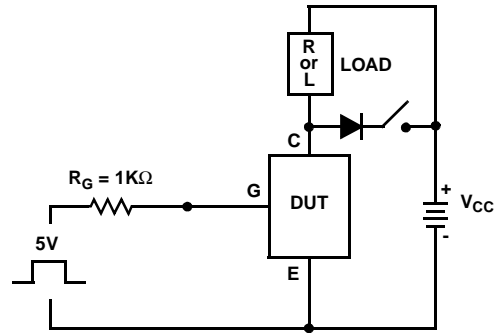 R
or
L
LOAD
C
R_G = 1KΩ
G
DUT
+
V_CC
-
5V
E